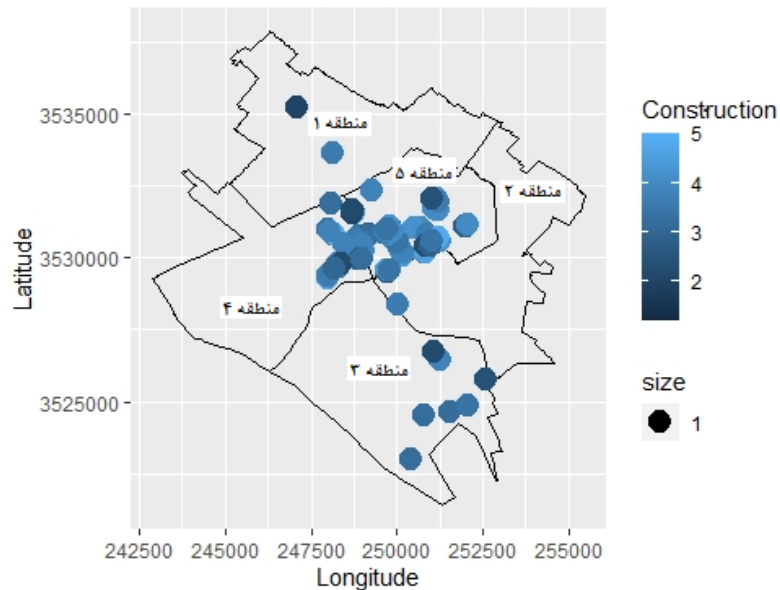 Latitude
3535000
3530000
3525000
منطقه ۱
منطقه ۵
منطقه ۲
منطقه ۴
منطقه ۳
242500 245000 247500 250000 252500 255000
Longitude
Construction
5
4
3
2
size
1